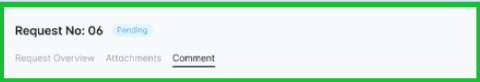 Request No: 06 Pending
Request Overview Attachments Comment